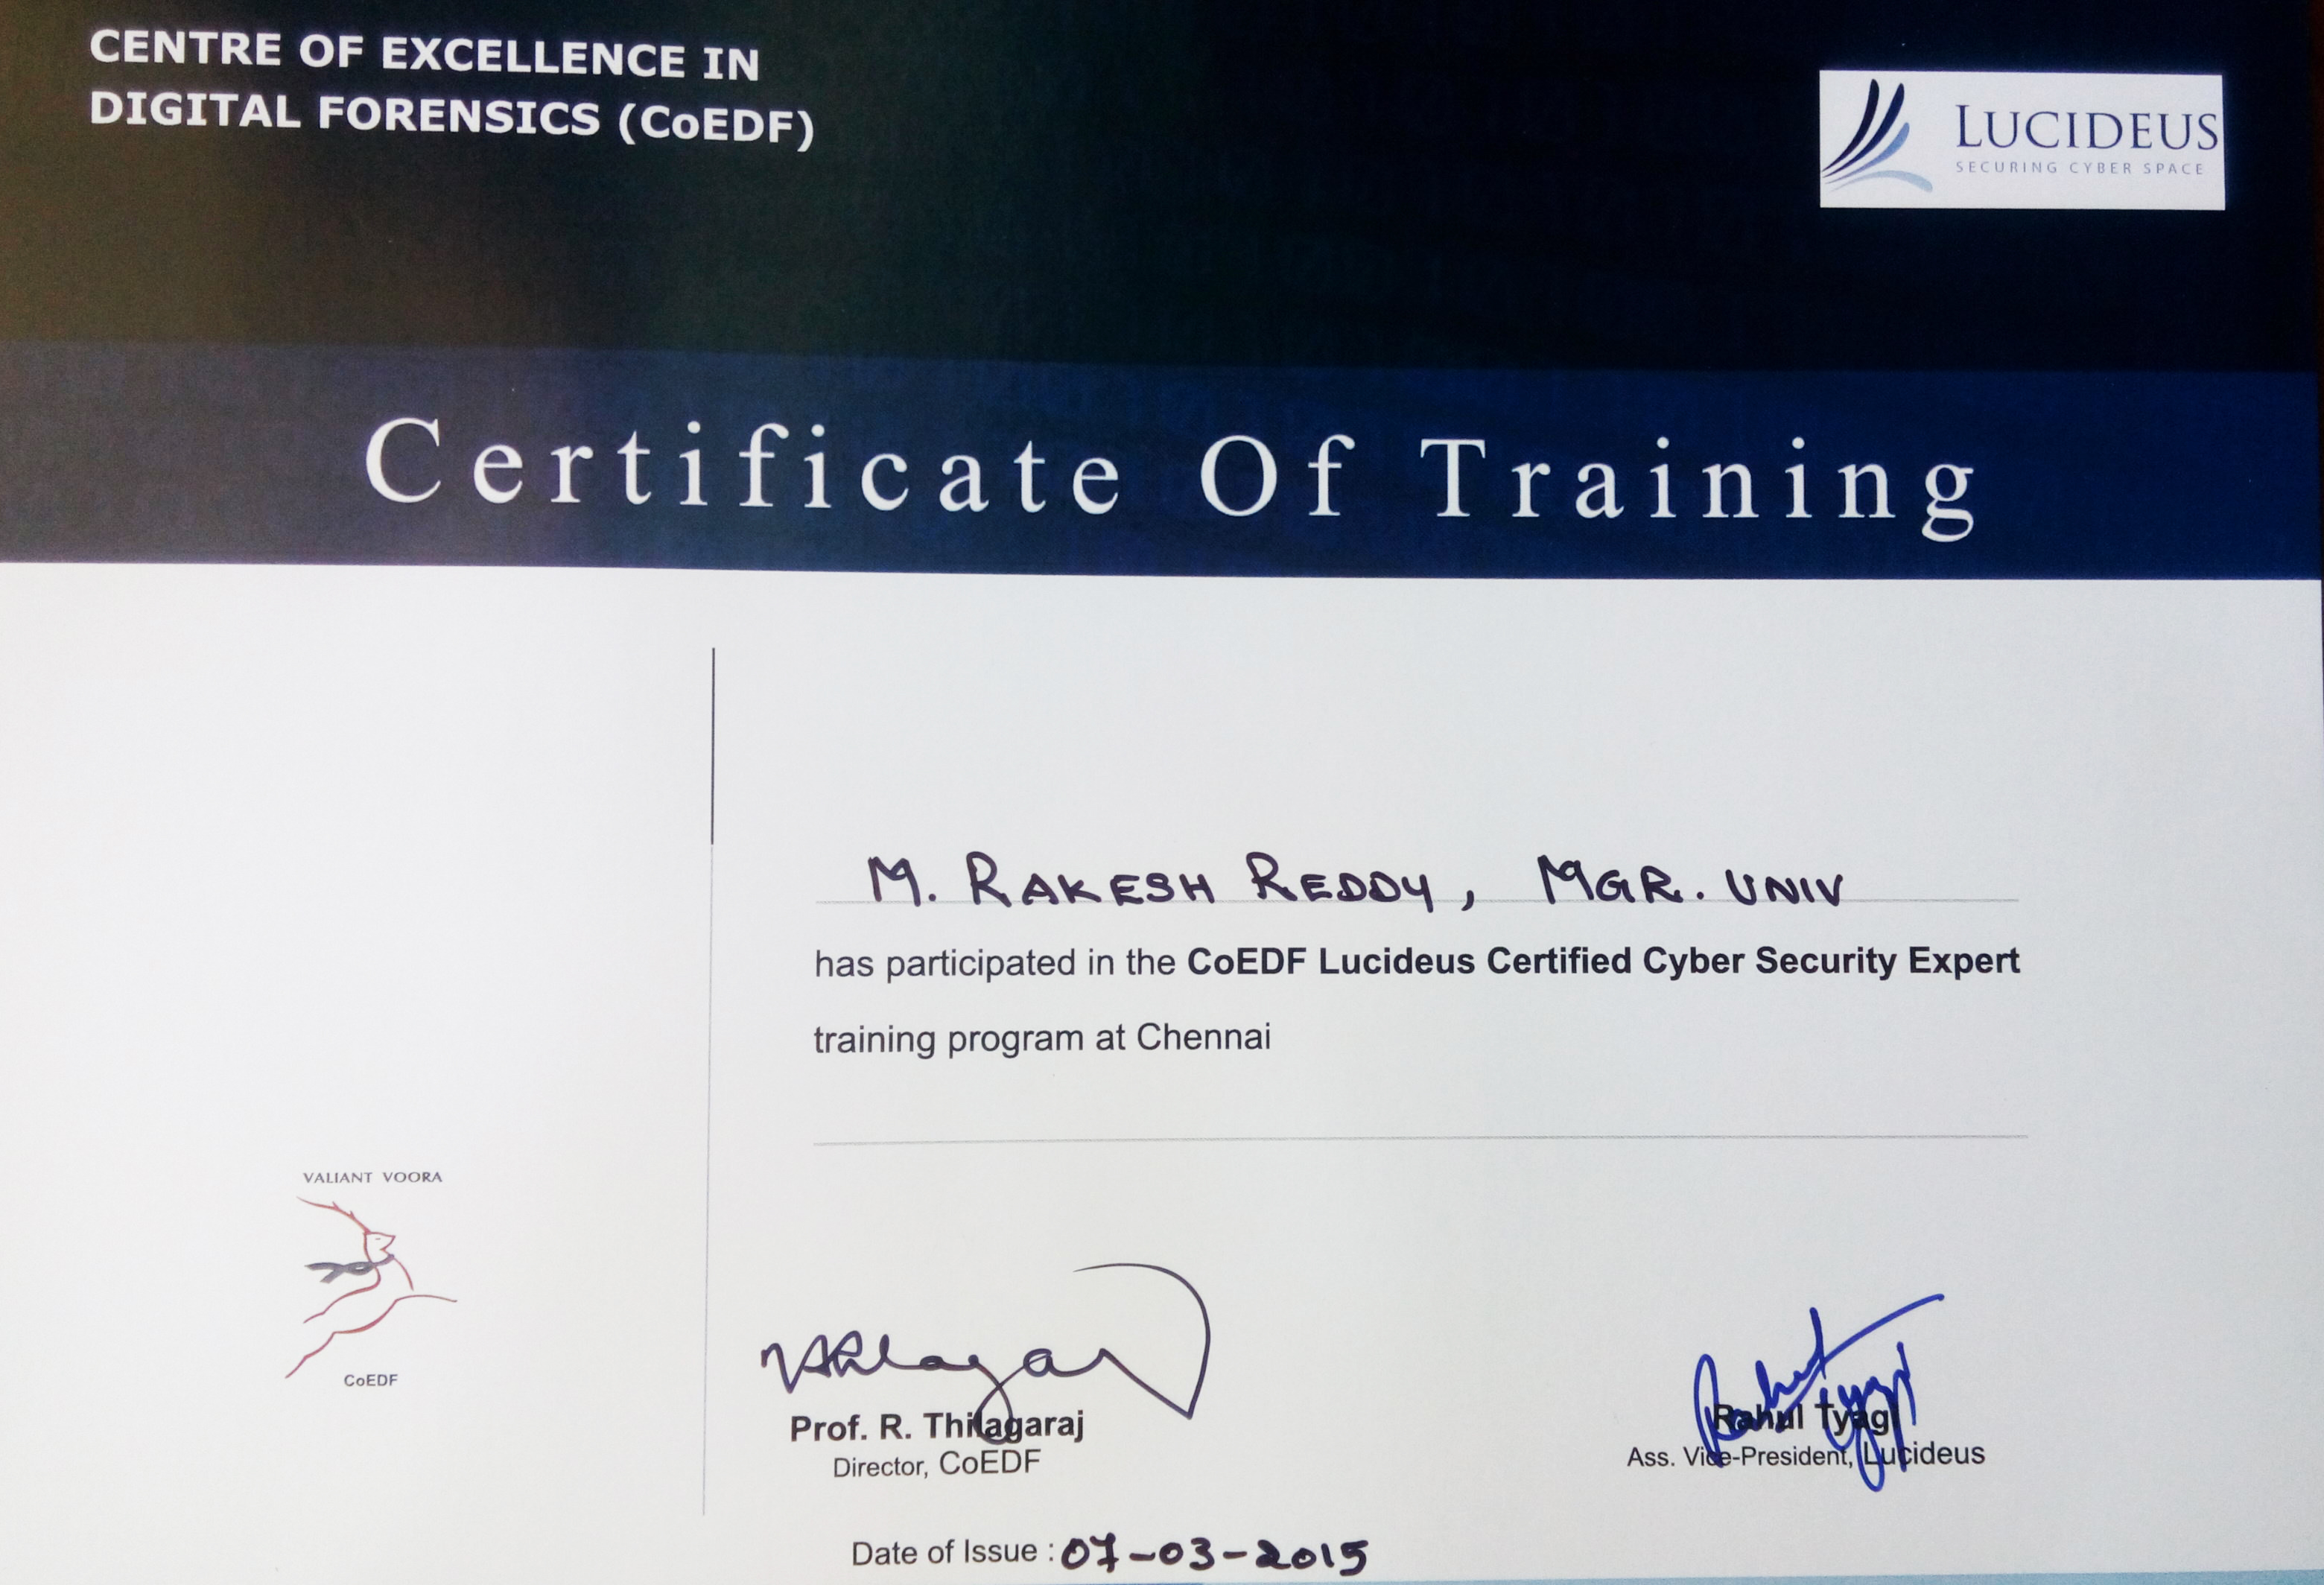 CENTRE OF EXCELLENCE IN
DIGITAL FORENSICS (CoEDF)
LUCIDEUS
SECURING CYBER SPACE
Certificate Of Training
M. RAKESH REDDY, MGR. UNIV
has participated in the CoEDF Lucideus Certified Cyber Security Expert
training program at Chennai
VALIANT VOORA
CoEDF
Prof. R. Thilagaraj
Director, CoEDF
Rahul Tyagi
Ass. Vice-President, Lucideus
Date of Issue : 07-03-2015